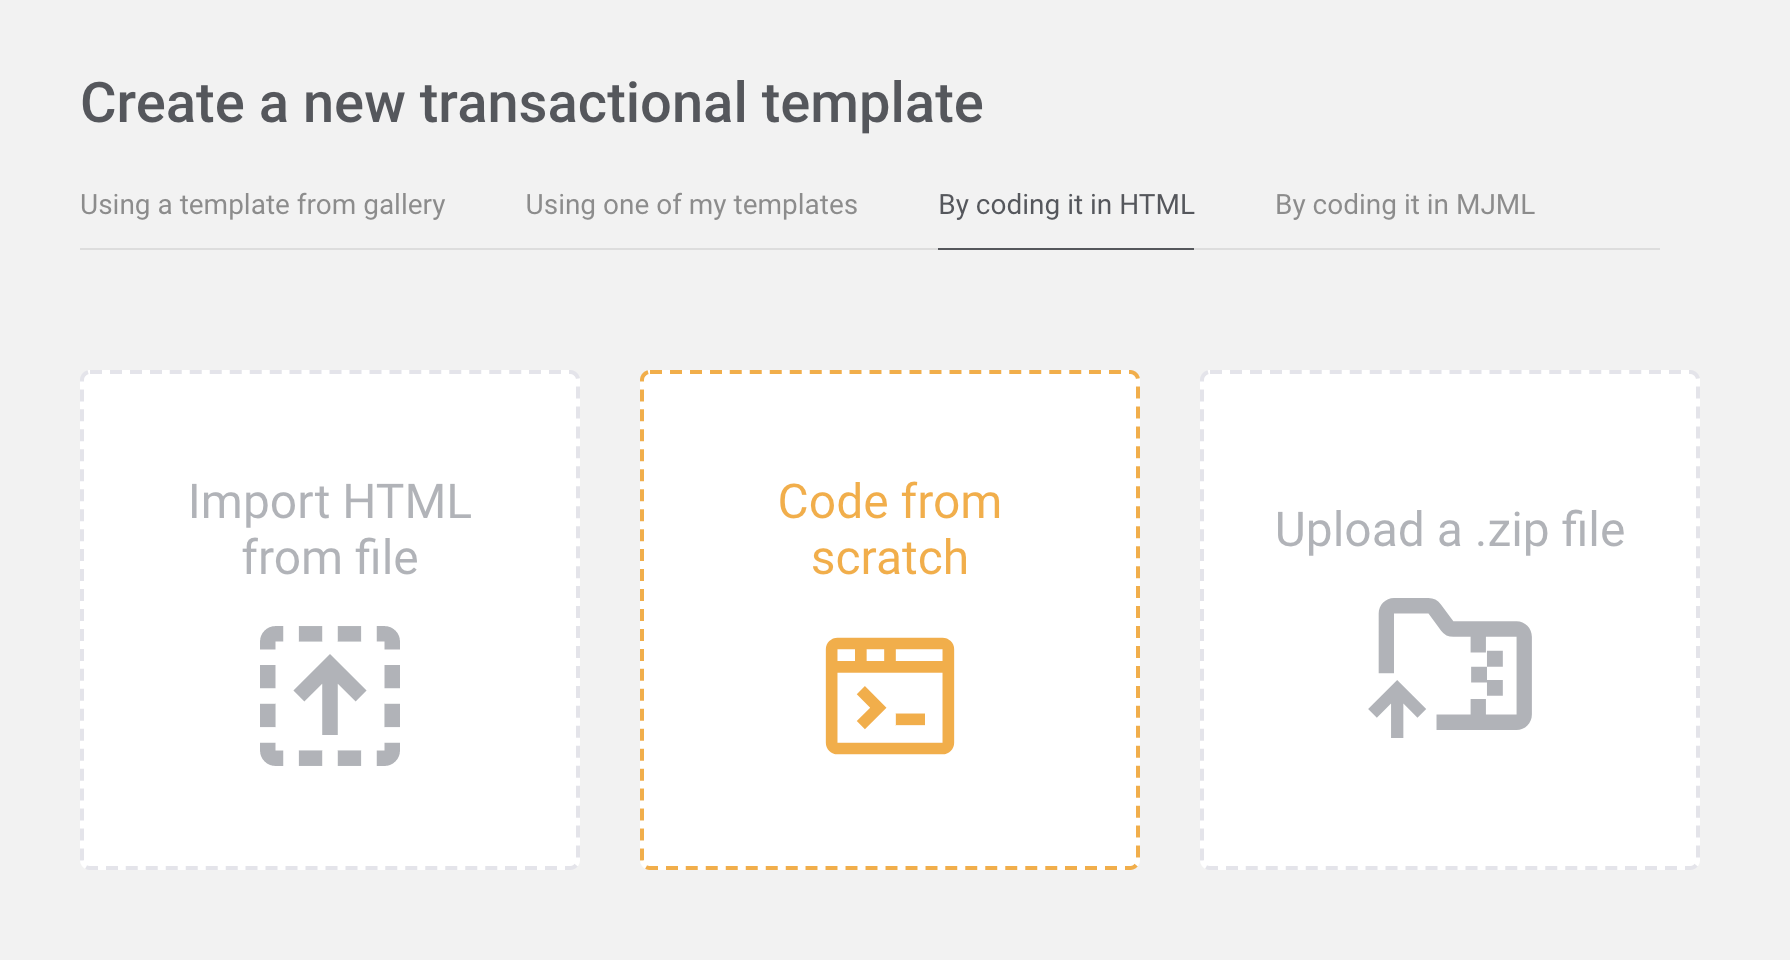 Create a new transactional template
Using a template from gallery
Using one of my templates
By coding it in HTML
By coding it in MJML
Import HTML
from file
Code from
scratch
Upload a .zip file